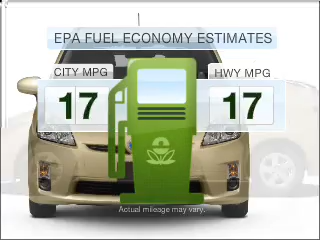 EPA FUEL ECONOMY ESTIMATES
CITY MPG
HWY MPG
17
17
Actual mileage may vary.